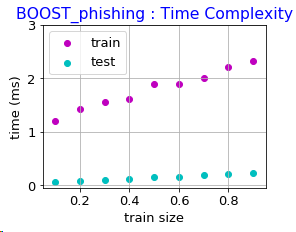 BOOST_phishing : Time Complexity
3
2
1
0
time (ms)
train
test
0.2 0.4 0.6 0.8
train size